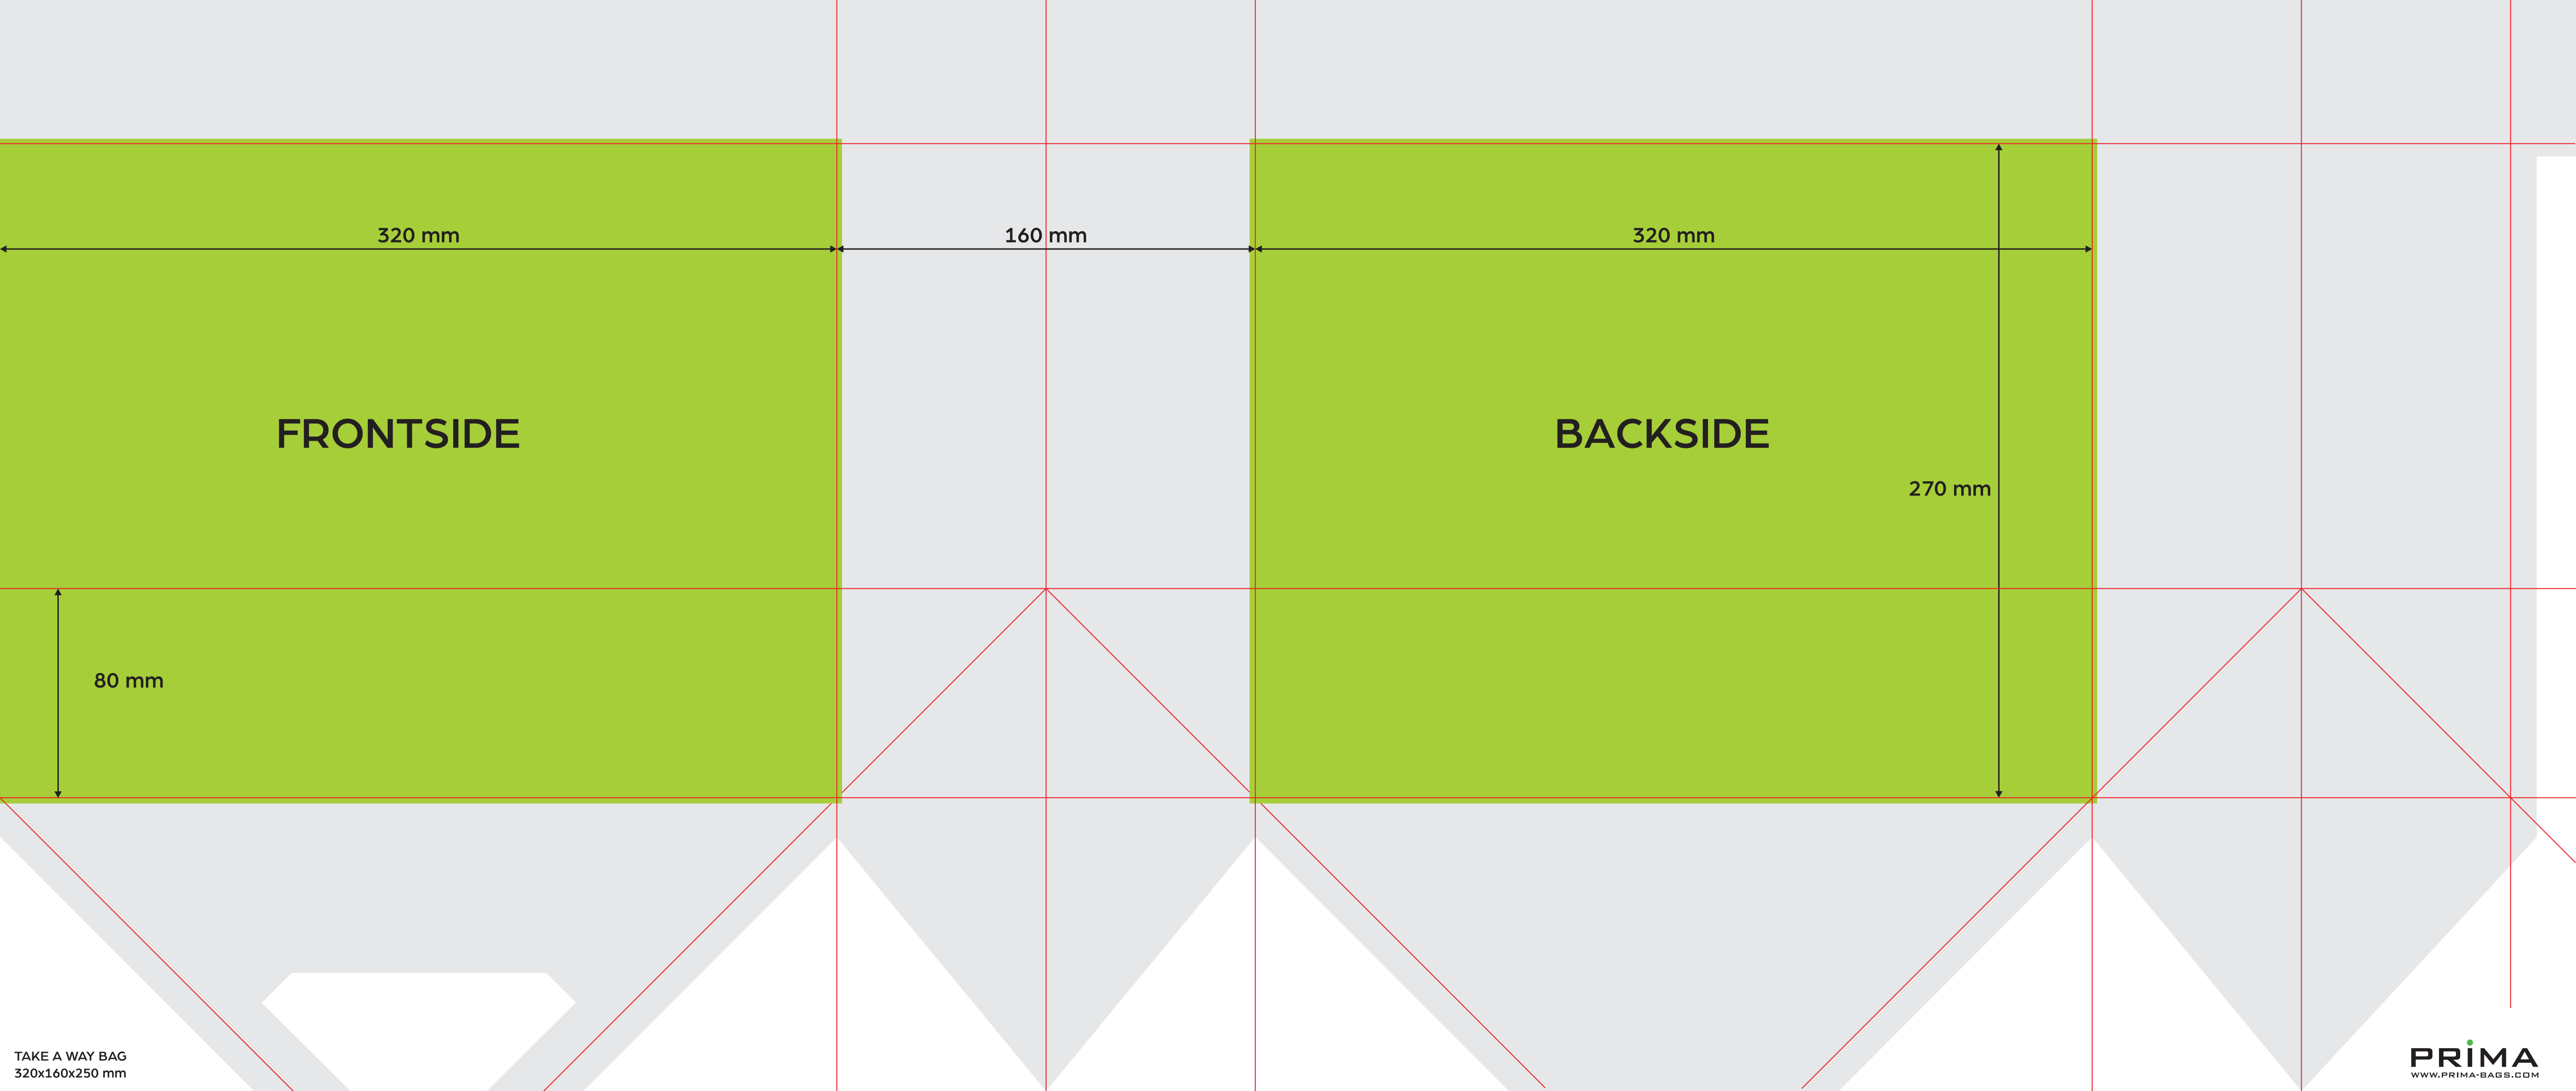 320 mm
160 mm
320 mm
FRONTSIDE
BACKSIDE
270 mm
80 mm
TAKE A WAY BAG
320x160x250 mm
PRiMA
WWW.PRIMA-BAGS.COM